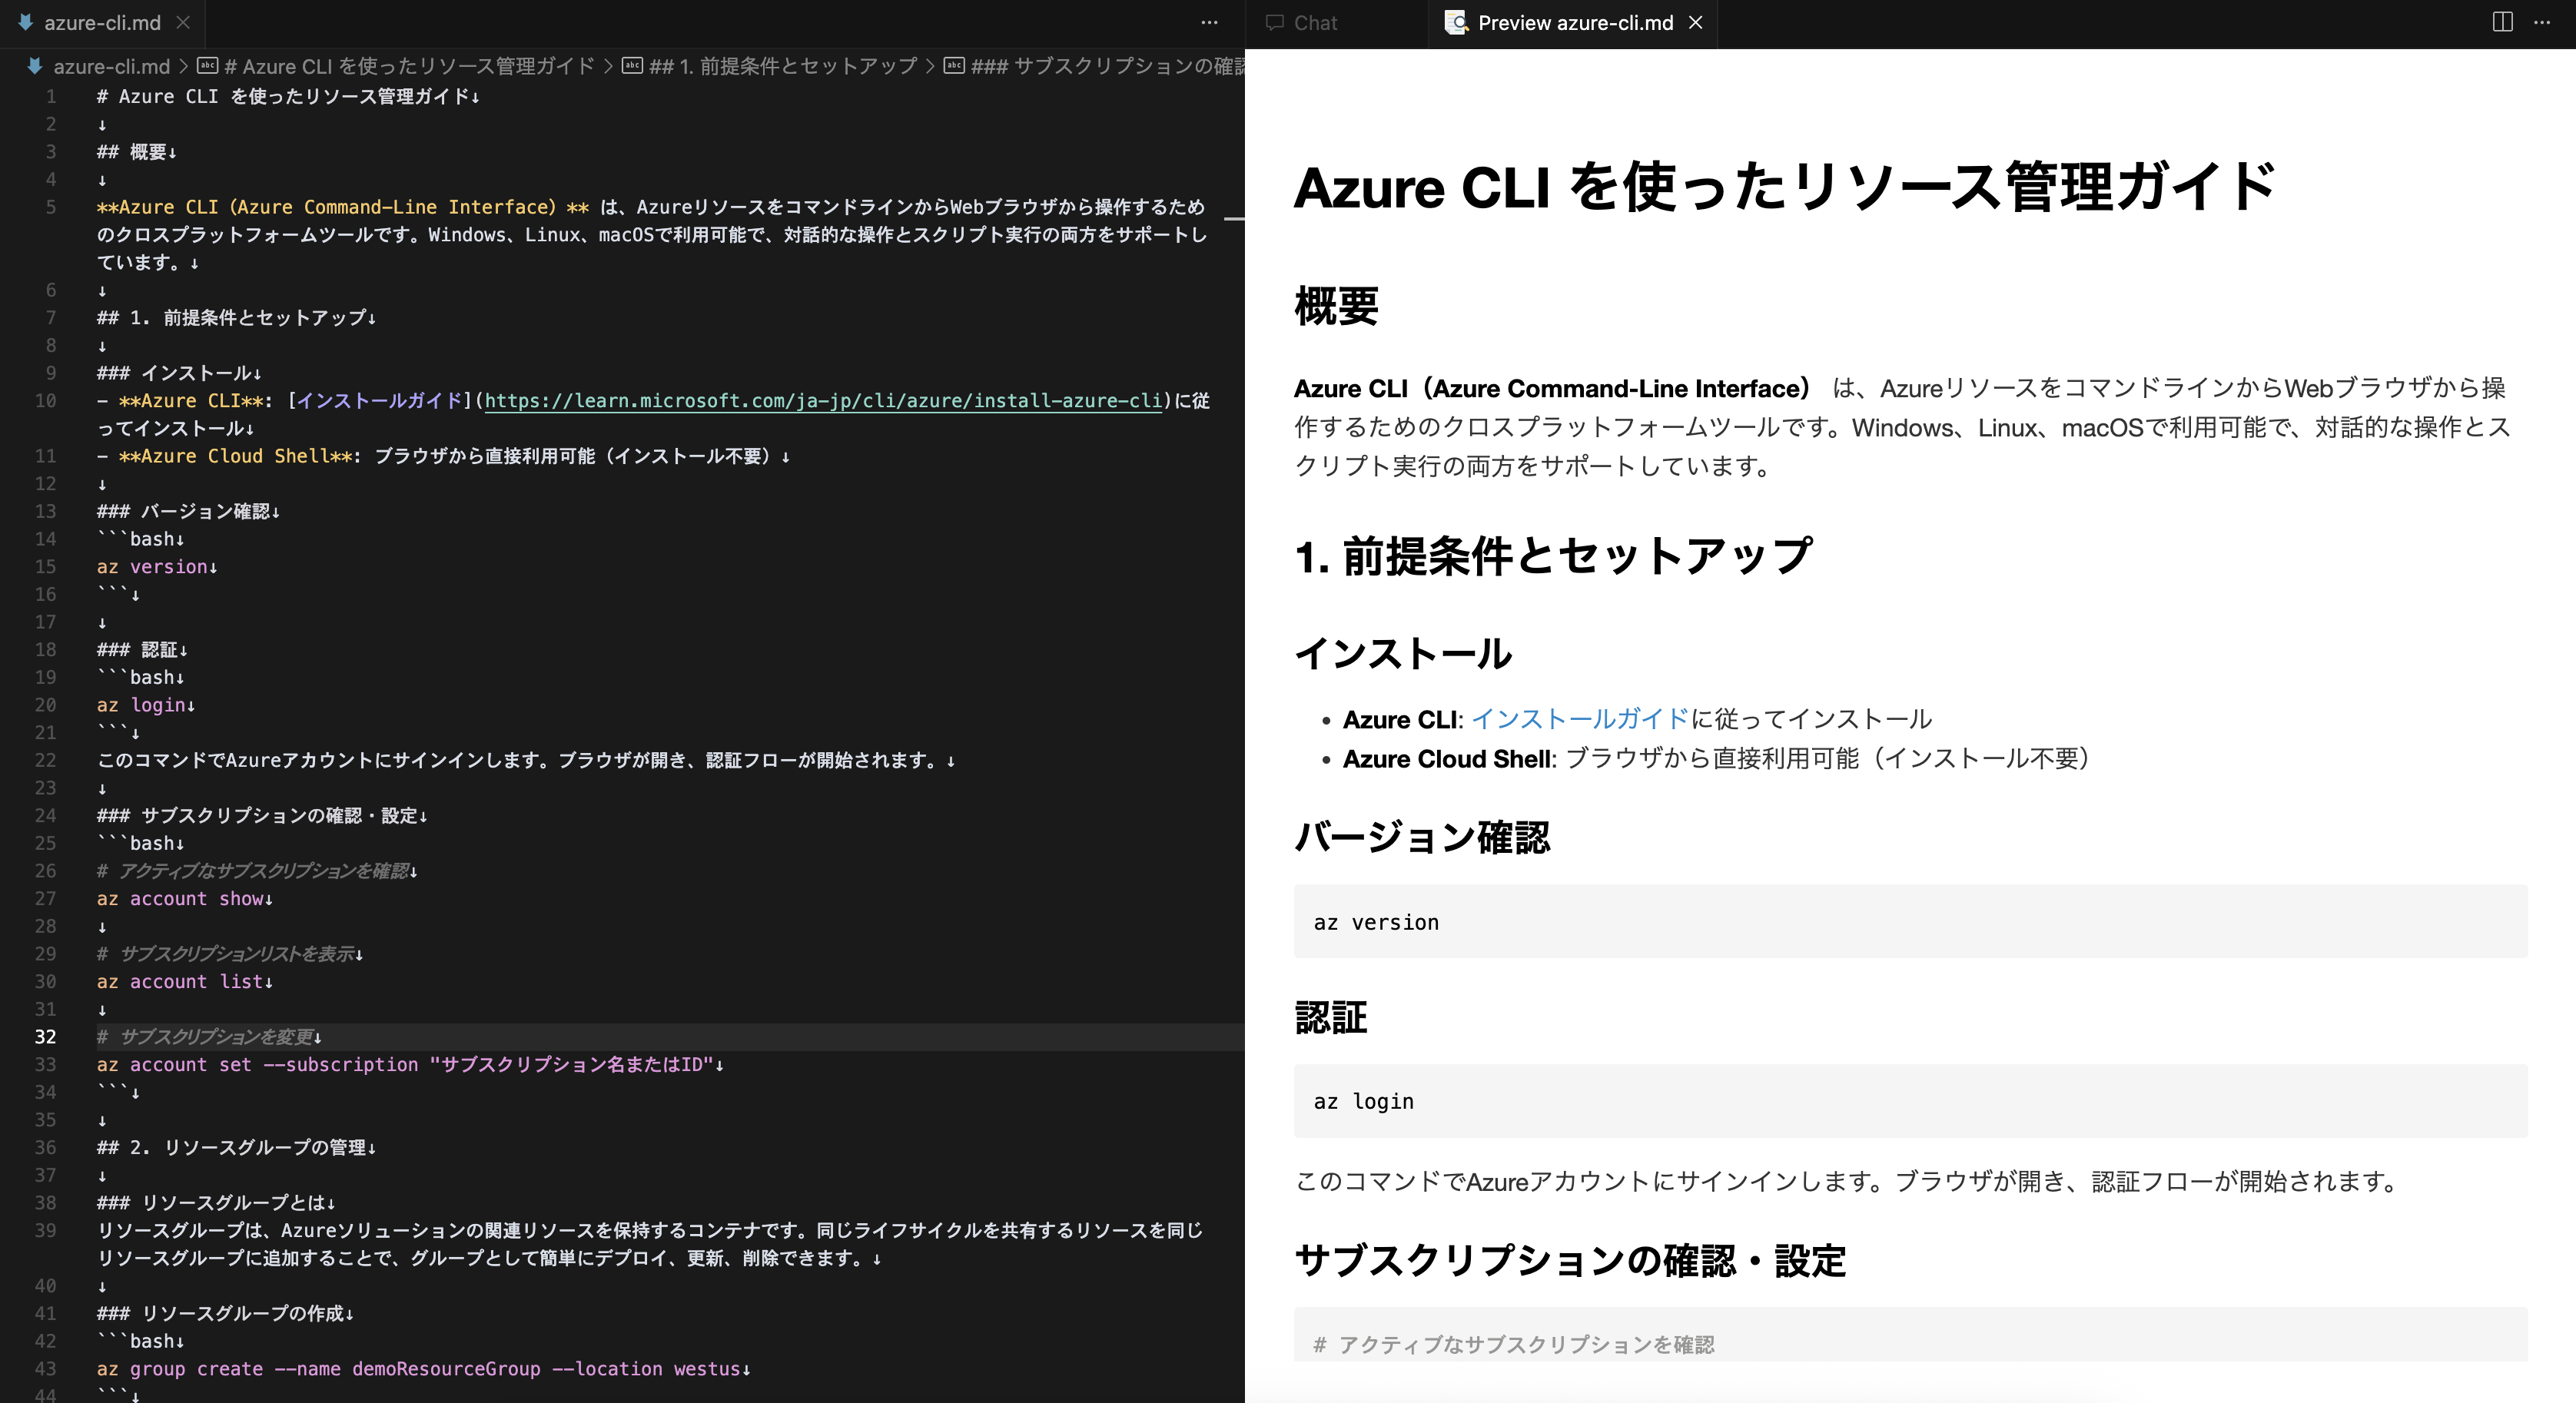 azure-cli.md
azure-cli.md > # Azure CLI を使ったリソース管理ガイド > ## 1. 前提条件とセットアップ > ### サブスクリプションの確認
1 # Azure CLI を使ったリソース管理ガイド↓
2 ↓
3 ## 概要↓
4 ↓
5 **Azure CLI（Azure Command-Line Interface）** は、AzureリソースをコマンドラインからWebブラウザから操作するため
のクロスプラットフォームツールです。Windows、Linux、macOSで利用可能で、対話的な操作とスクリプト実行の両方をサポートし
ています。↓
6 ↓
7 ## 1. 前提条件とセットアップ↓
8 ↓
9 ### インストール↓
10 - **Azure CLI**: [インストールガイド](https://learn.microsoft.com/ja-jp/cli/azure/install-azure-cli)に従
ってインストール↓
11 - **Azure Cloud Shell**: ブラウザから直接利用可能（インストール不要）↓
12 ↓
13 ### バージョン確認↓
14 ```bash↓
15 az version↓
16 ```↓
17 ↓
18 ### 認証↓
19 ```bash↓
20 az login↓
21 ```↓
22 このコマンドでAzureアカウントにサインインします。ブラウザが開き、認証フローが開始されます。↓
23 ↓
24 ### サブスクリプションの確認・設定↓
25 ```bash↓
26 # アクティブなサブスクリプションを確認↓
27 az account show↓
28 ↓
29 # サブスクリプションリストを表示↓
30 az account list↓
31 ↓
32 # サブスクリプションを変更↓
33 az account set --subscription "サブスクリプション名またはID"↓
34 ```↓
35 ↓
36 ## 2. リソースグループの管理↓
37 ↓
38 ### リソースグループとは↓
39 リソースグループは、Azureソリューションの関連リソースを保持するコンテナです。同じライフサイクルを共有するリソースを同じ
リソースグループに追加することで、グループとして簡単にデプロイ、更新、削除できます。↓
40 ↓
41 ### リソースグループの作成↓
42 ```bash↓
43 az group create --name demoResourceGroup --location westus↓
44 ```↓
Chat
Preview azure-cli.md
Azure CLI を使ったリソース管理ガイド
概要
Azure CLI（Azure Command-Line Interface） は、AzureリソースをコマンドラインからWebブラウザから操
作するためのクロスプラットフォームツールです。Windows、Linux、macOSで利用可能で、対話的な操作とス
クリプト実行の両方をサポートしています。
1. 前提条件とセットアップ
インストール
• Azure CLI: インストールガイドに従ってインストール
• Azure Cloud Shell: ブラウザから直接利用可能（インストール不要）
バージョン確認
az version
認証
az login
このコマンドでAzureアカウントにサインインします。ブラウザが開き、認証フローが開始されます。
サブスクリプションの確認・設定
# アクティブなサブスクリプションを確認